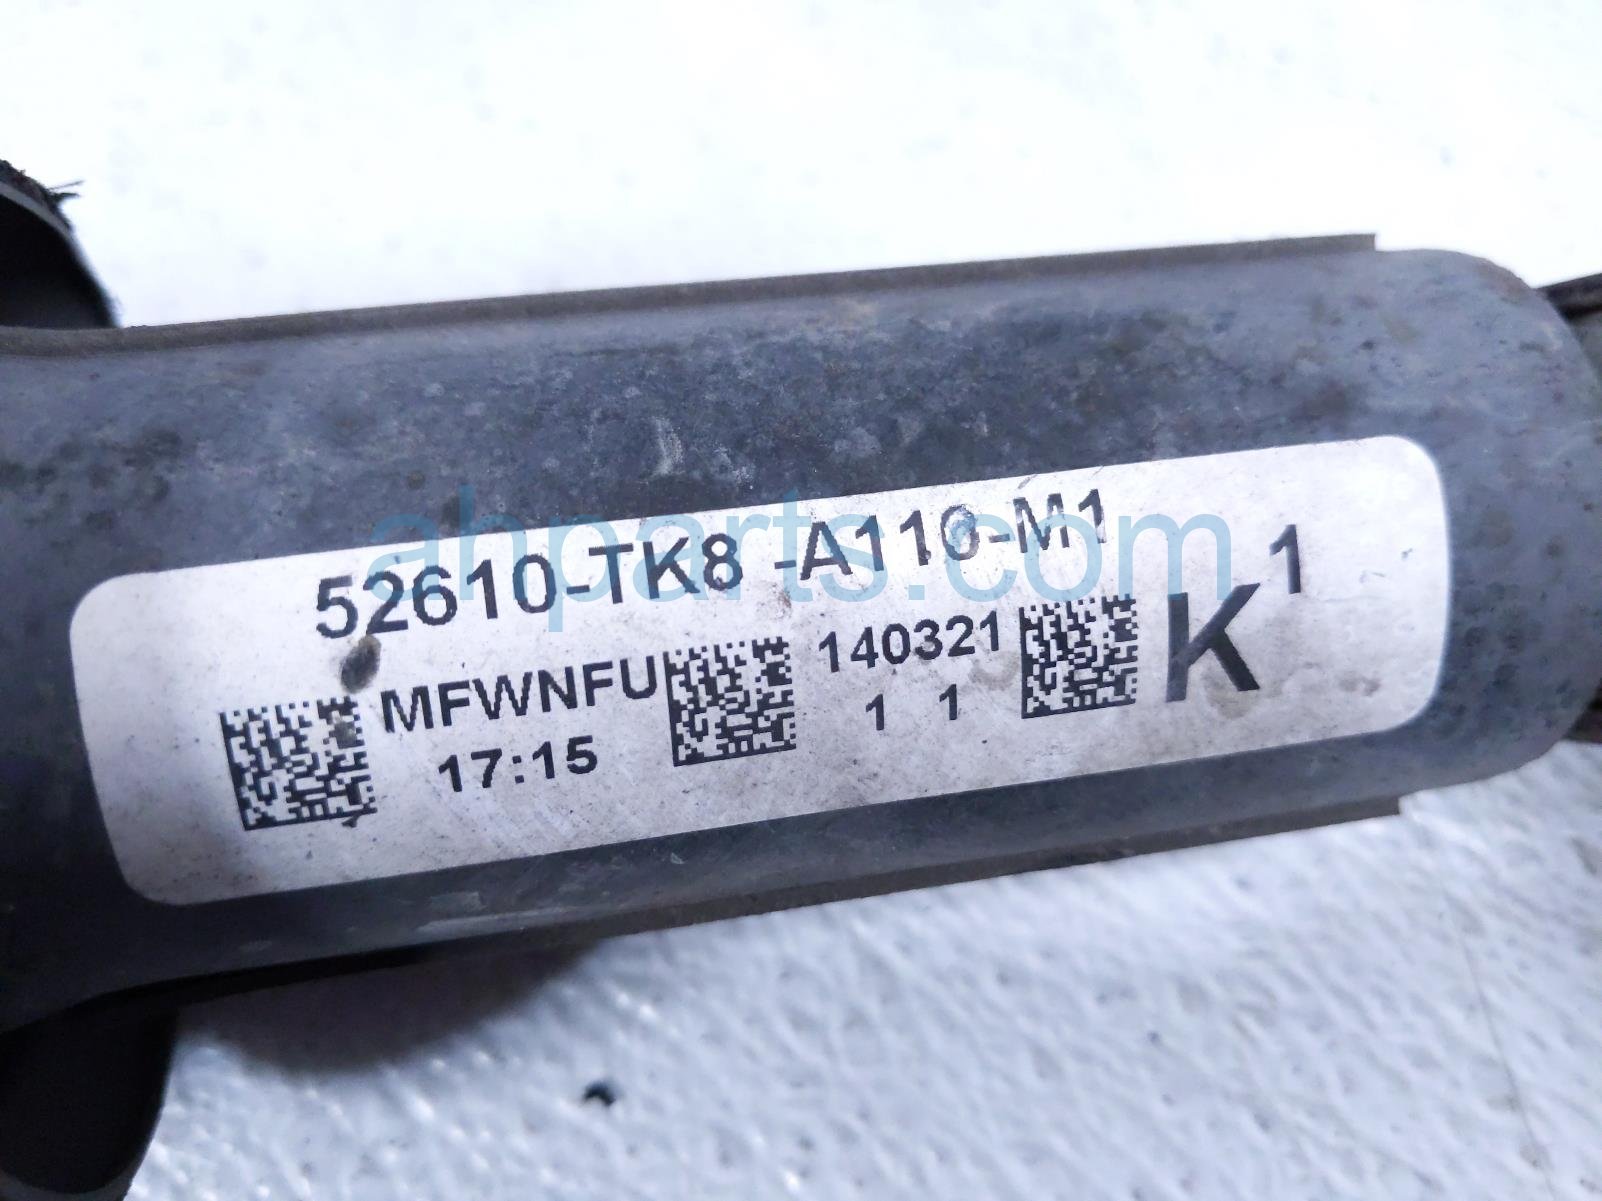 52610-TK8 -A110-M1
MFWNFU 140321 K1
17:15 1 1
ahparts.com